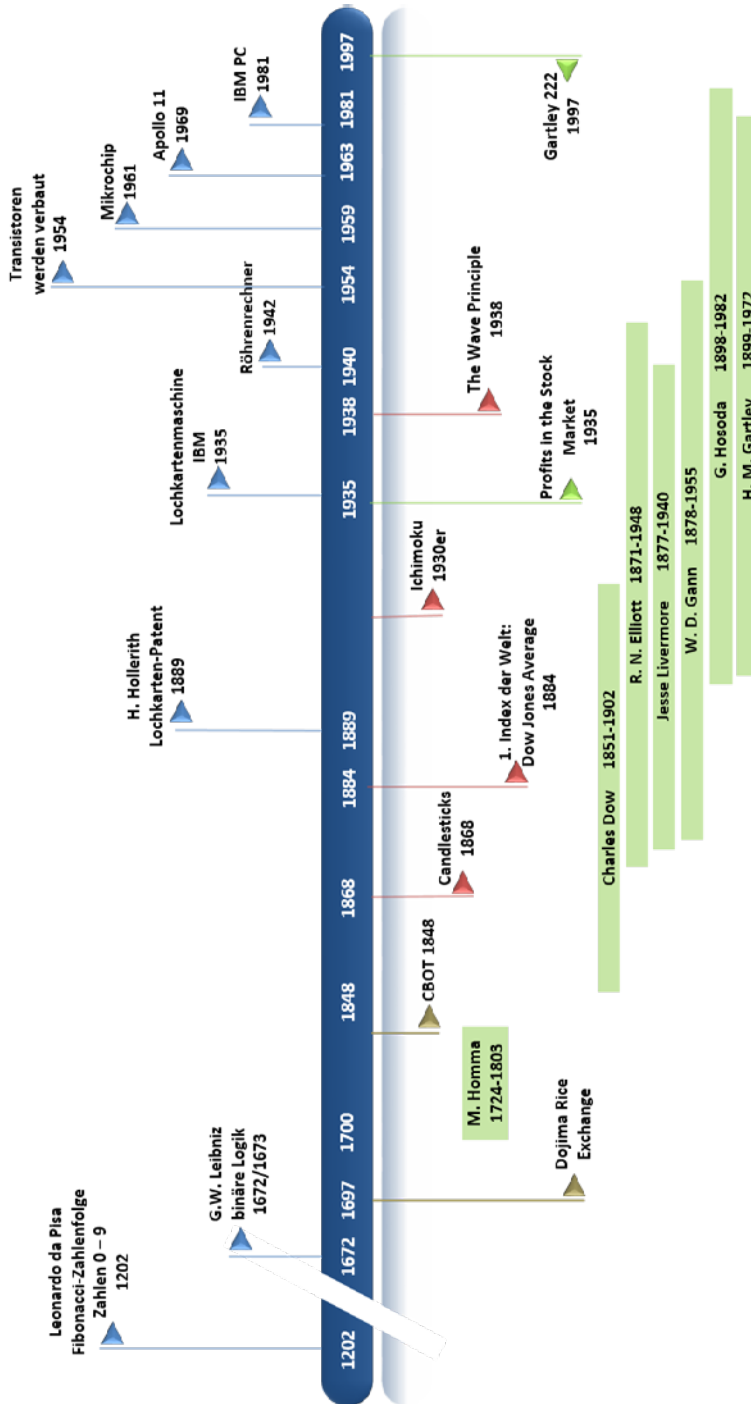 Leonardo da Pisa
Fibonacci-Zahlenfolge
Zahlen 0 – 9
1202
G.W. Leibniz
binäre Logik
1672/1673
H. Hollerith
Lochkarten-Patent
1889
Lochkartenmaschine
IBM
1935
Röhrenrechner
1942
Transistoren
werden verbaut
1954
Mikrochip
1961
Apollo 11
1969
IBM PC
1981
1202 1672 1697 1700 1848 1868 1884 1889 1935 1938 1940 1954 1959 1963 1981 1997
Dojima Rice
Exchange
M. Homma
1724-1803
CBOT 1848
Candlesticks
1868
1. Index der Welt:
Dow Jones Average
1884
Ichimoku
1930er
Profits in the Stock
Market
1935
The Wave Principle
1938
Gartley 222
1997
Charles Dow 1851-1902
R. N. Elliott 1871-1948
Jesse Livermore 1877-1940
W. D. Gann 1878-1955
G. Hosoda 1898-1982
H. M. Gartley 1899-1972